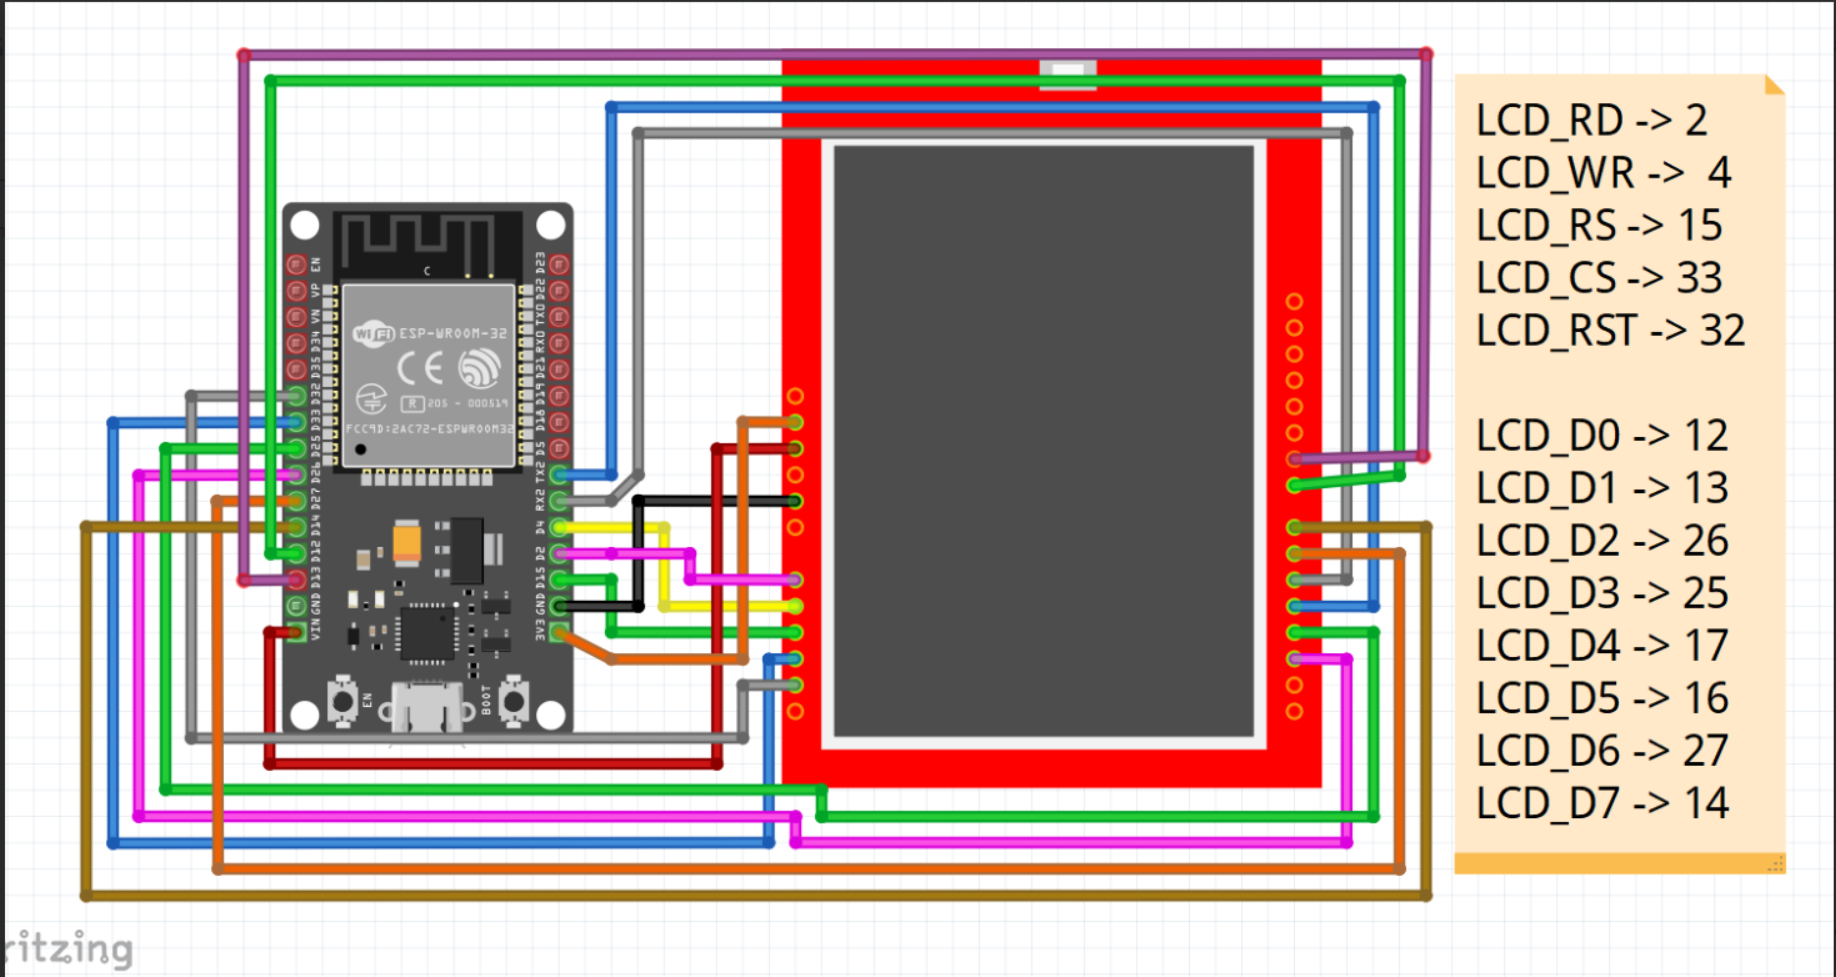 LCD_RD -> 2
LCD_WR -> 4
LCD_RS -> 15
LCD_CS -> 33
LCD_RST -> 32
LCD_D0 -> 12
LCD_D1 -> 13
LCD_D2 -> 26
LCD_D3 -> 25
LCD_D4 -> 17
LCD_D5 -> 16
LCD_D6 -> 27
LCD_D7 -> 14
C
WiFi
ESP-WROOM-32
CE
R 205 - 000519
FCC9D:2AC72-ESPWROOM32
EN
VP
VN
D34
D35
D32
D33
D25
D26
D27
D14
D12
D13
GND
VIN
D23
D22
TX0
RX0
D21
D19
D18
D5
TX2
RX2
D4
D2
D15
GND
3V3
EN
BOOT
ritzing